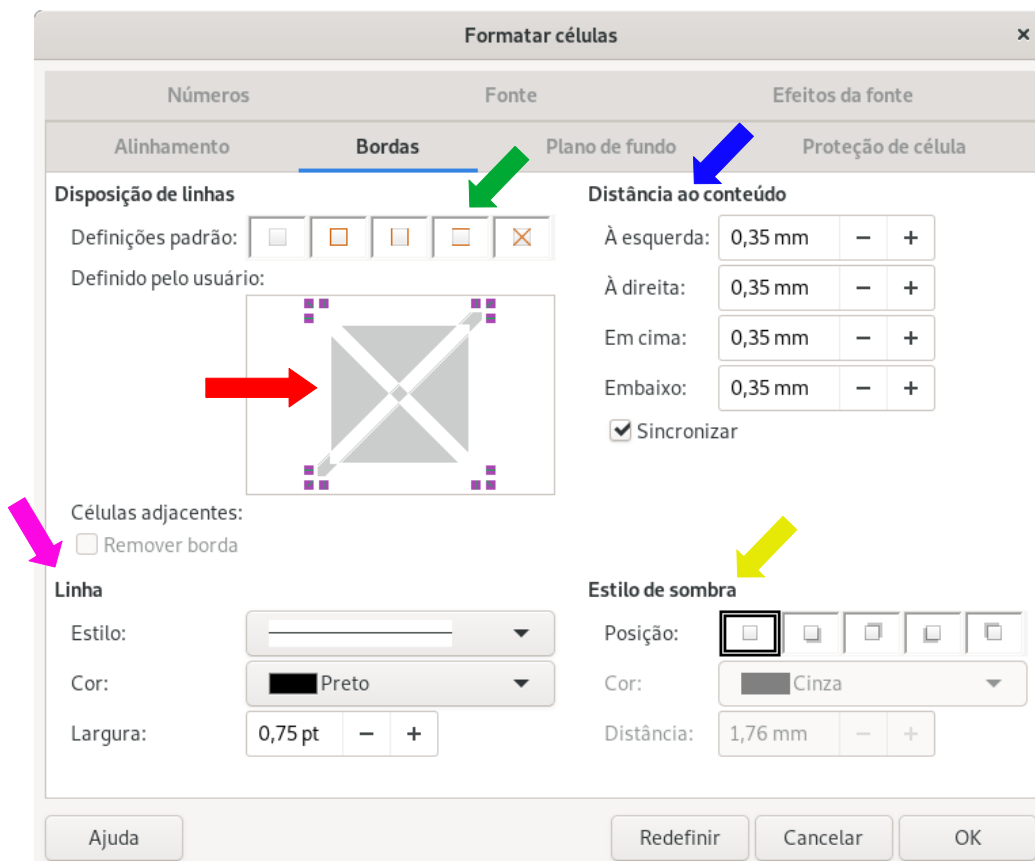 Formatar células
Números Fonte Efeitos da fonte
Alinhamento Bordas Plano de fundo Proteção de célula
Disposição de linhas
Definições padrão:
Definido pelo usuário:
Células adjacentes:
Remover borda
Distância ao conteúdo
À esquerda: 0,35 mm − +
À direita: 0,35 mm − +
Em cima: 0,35 mm − +
Embaixo: 0,35 mm − +
Sincronizar
Linha
Estilo:
Cor: Preto
Largura: 0,75 pt − +
Estilo de sombra
Posição:
Cor: Cinza
Distância: 1,76 mm − +
Ajuda Redefinir Cancelar OK